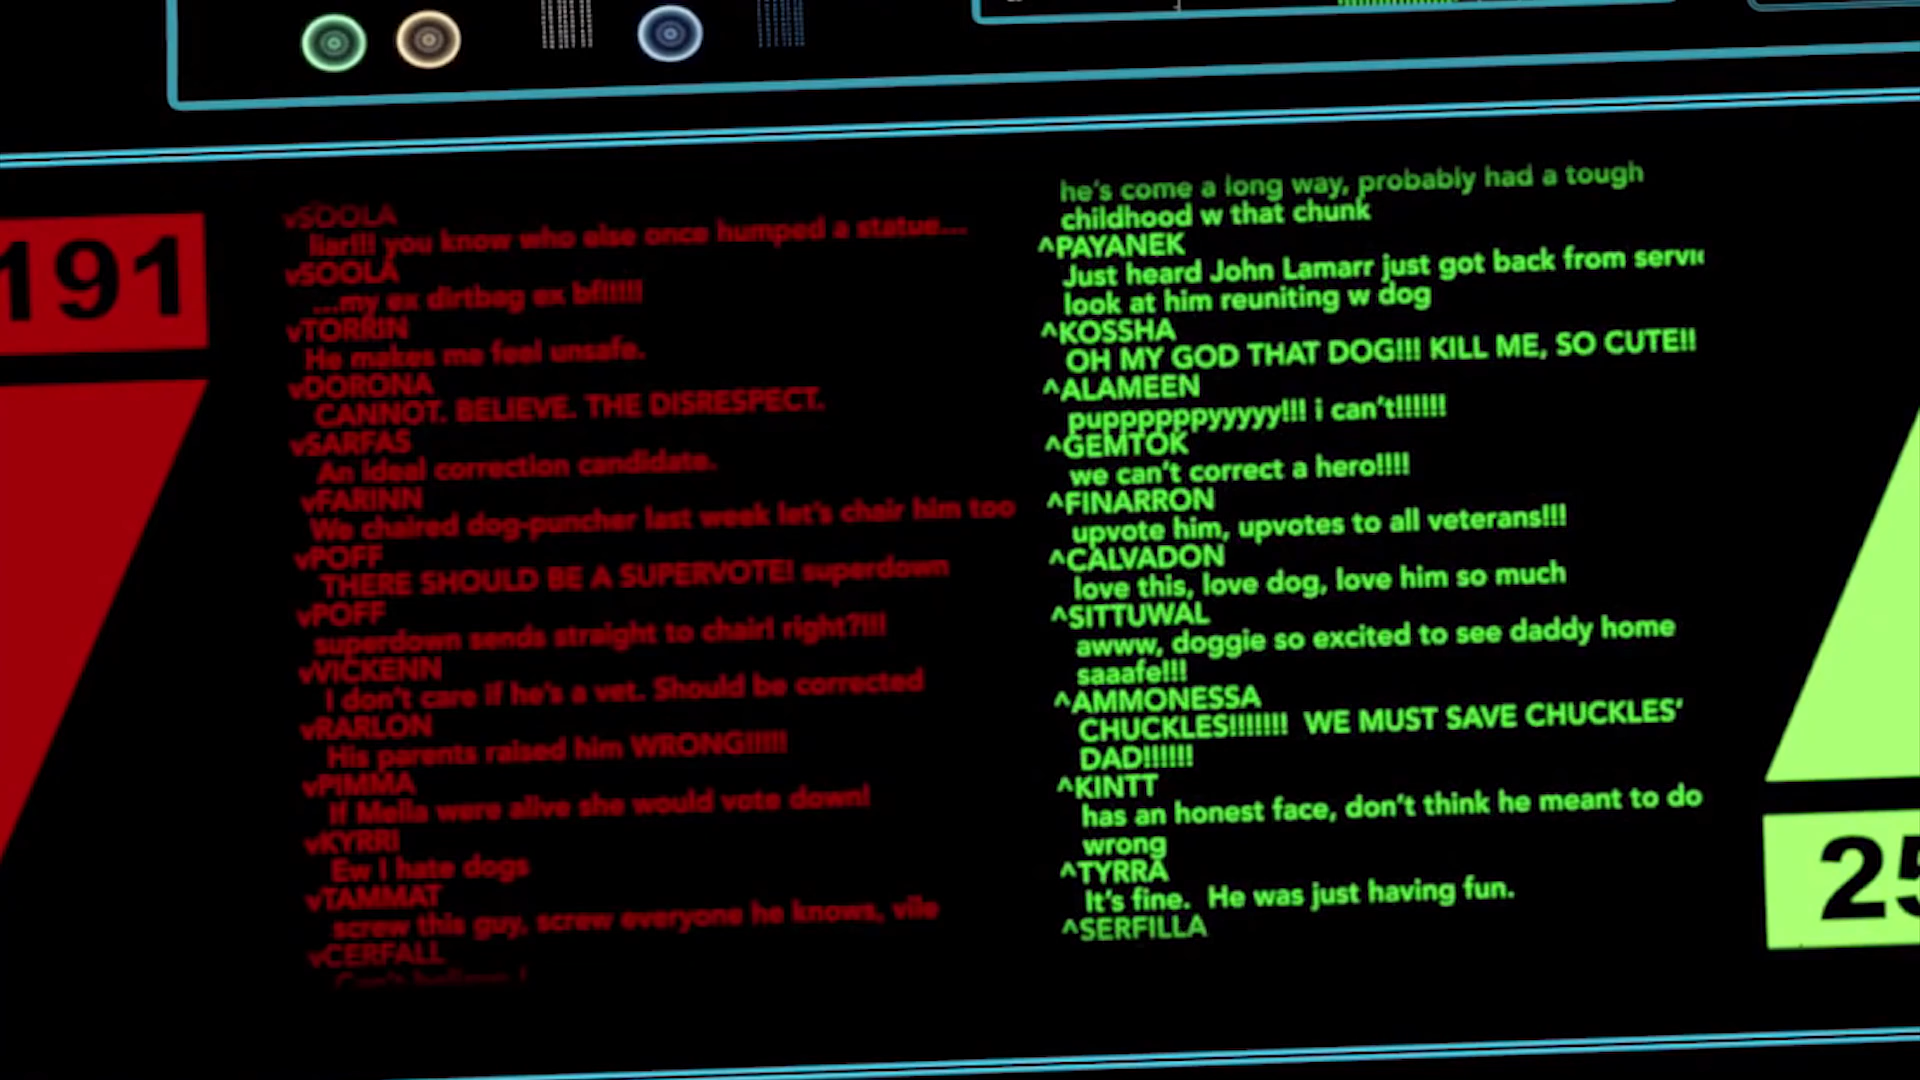 191
vSOOLA
liar!!! you know who else once humped a statue...
vSOOLA
...my ex dirtbag ex bf!!!!!
vTORRIN
He makes me feel unsafe.
vDORONA
CANNOT. BELIEVE. THE DISRESPECT.
vSARFAS
An ideal correction candidate.
vFARINN
We chaired dog-puncher last week let's chair him too
vPOFF
THERE SHOULD BE A SUPERVOTE! superdown
vPOFF
superdown sends straight to chair! right?!!!
vVICKENN
I don't care if he's a vet. Should be corrected
vRARLON
His parents raised him WRONG!!!!!
vPIMMA
If Mella were alive she would vote down!
vKYRRI
Ew I hate dogs
vTAMMAT
screw this guy, screw everyone he knows, vile
vCERFALL
Can't believe I
he's come a long way, probably had a tough
childhood w that chunk
^PAYANEK
Just heard John Lamarr just got back from servic
look at him reuniting w dog
^KOSSHA
OH MY GOD THAT DOG!!! KILL ME, SO CUTE!!
^ALAMEEN
puppppppyyyyy!!! i can't!!!!!!
^GEMTOK
we can't correct a hero!!!!
^FINARRON
upvote him, upvotes to all veterans!!!
^CALVADON
love this, love dog, love him so much
^SITTUWAL
awww, doggie so excited to see daddy home
saaafe!!!
^AMMONESSA
CHUCKLES!!!!!!! WE MUST SAVE CHUCKLES'
DAD!!!!!!
^KINTT
has an honest face, don't think he meant to do
wrong
^TYRRA
It's fine. He was just having fun.
^SERFILLA
25